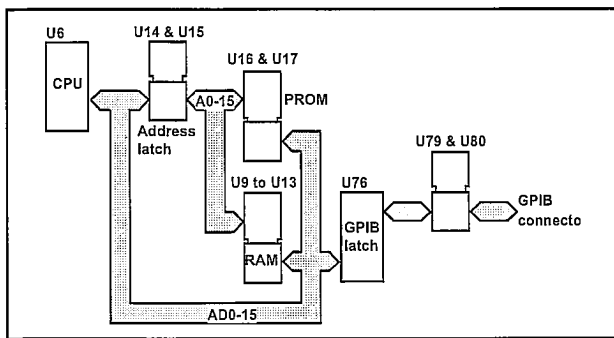 U6
CPU
U14 & U15
Address
latch
A0-15
U16 & U17
PROM
U9 to U13
RAM
U76
GPIB
latch
U79 & U80
GPIB
connecto
AD0-15